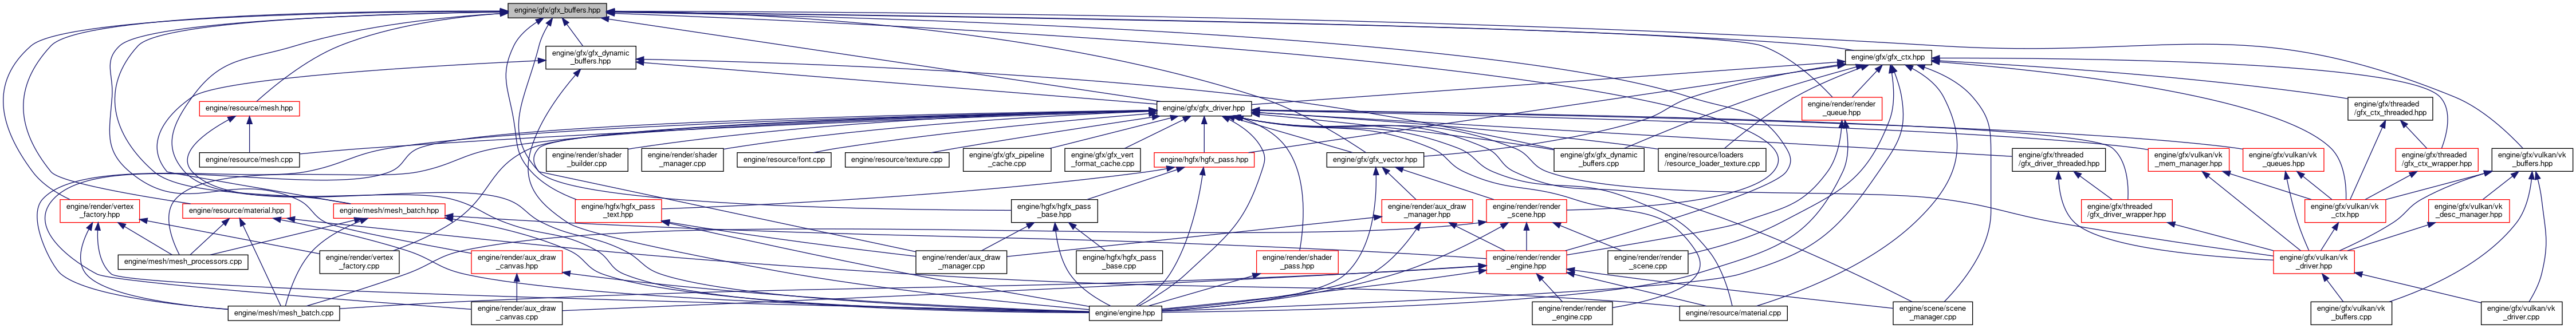 engine/gfx/gfx_buffers.hpp
engine/gfx/gfx_dynamic
_buffers.hpp
engine/gfx/gfx_ctx.hpp
engine/resource/mesh.hpp
engine/gfx/gfx_driver.hpp
engine/render/render
_queue.hpp
engine/gfx/threaded
/gfx_ctx_threaded.hpp
engine/resource/mesh.cpp
engine/render/shader
_builder.cpp
engine/render/shader
_manager.cpp
engine/resource/font.cpp
engine/resource/texture.cpp
engine/gfx/gfx_pipeline
_cache.cpp
engine/gfx/gfx_vert
_format_cache.cpp
engine/hgfx/hgfx_pass.hpp
engine/gfx/gfx_vector.hpp
engine/gfx/gfx_dynamic
_buffers.cpp
engine/resource/loaders
/resource_loader_texture.cpp
engine/gfx/threaded
/gfx_driver_threaded.hpp
engine/gfx/vulkan/vk
_mem_manager.hpp
engine/gfx/vulkan/vk
_queues.hpp
engine/gfx/threaded
/gfx_ctx_wrapper.hpp
engine/gfx/vulkan/vk
_buffers.hpp
engine/render/vertex
_factory.hpp
engine/resource/material.hpp
engine/mesh/mesh_batch.hpp
engine/hgfx/hgfx_pass
_text.hpp
engine/hgfx/hgfx_pass
_base.hpp
engine/render/aux_draw
_manager.hpp
engine/render/render
_scene.hpp
engine/gfx/threaded
/gfx_driver_wrapper.hpp
engine/gfx/vulkan/vk
_ctx.hpp
engine/gfx/vulkan/vk
_desc_manager.hpp
engine/mesh/mesh_processors.cpp
engine/render/vertex
_factory.cpp
engine/render/aux_draw
_canvas.hpp
engine/render/aux_draw
_manager.cpp
engine/hgfx/hgfx_pass
_base.cpp
engine/render/shader
_pass.hpp
engine/render/render
_engine.hpp
engine/render/render
_scene.cpp
engine/gfx/vulkan/vk
_driver.hpp
engine/mesh/mesh_batch.cpp
engine/render/aux_draw
_canvas.cpp
engine/engine.hpp
engine/render/render
_engine.cpp
engine/resource/material.cpp
engine/scene/scene
_manager.cpp
engine/gfx/vulkan/vk
_buffers.cpp
engine/gfx/vulkan/vk
_driver.cpp